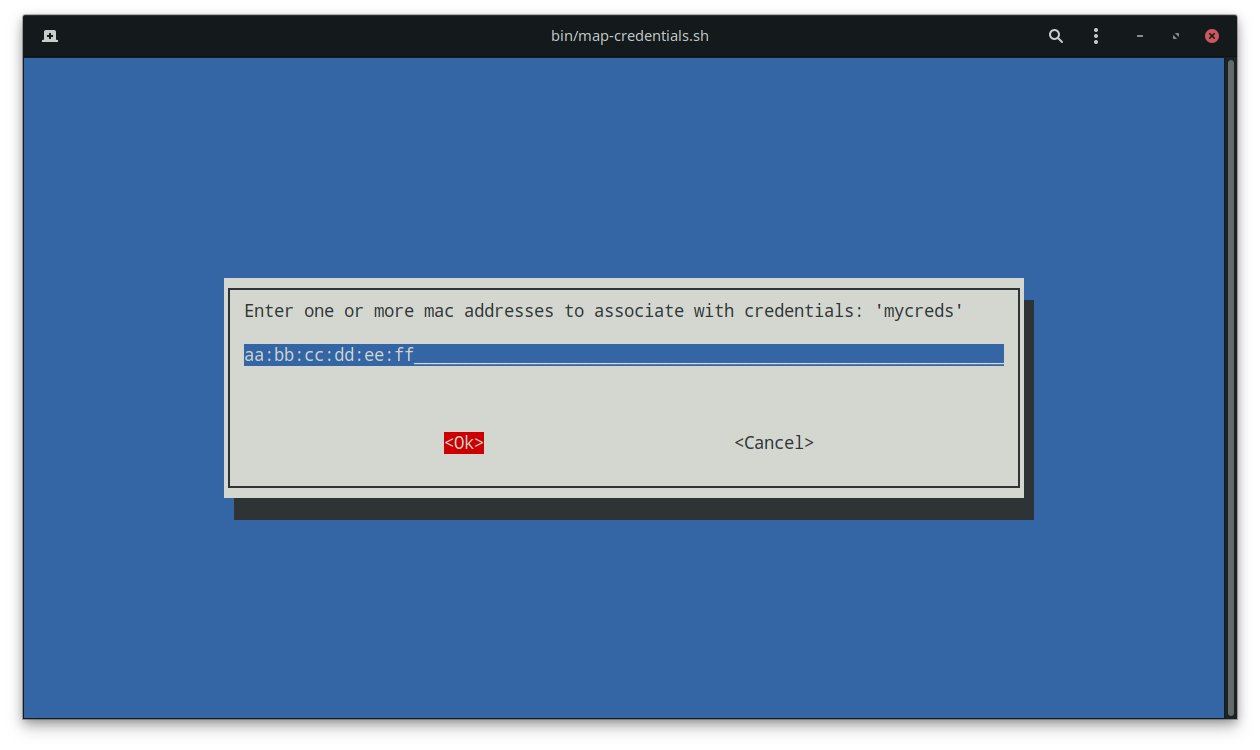 bin/map-credentials.sh
Enter one or more mac addresses to associate with credentials: 'mycreds'
aa:bb:cc:dd:ee:ff
<Ok> <Cancel>